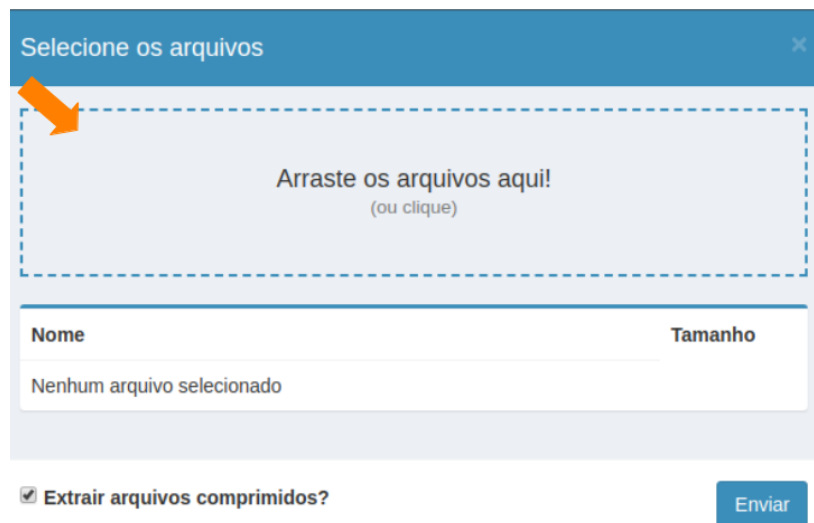 Selecione os arquivos ×
Arraste os arquivos aqui!
(ou clique)
Nome Tamanho
Nenhum arquivo selecionado
Extrair arquivos comprimidos? Enviar